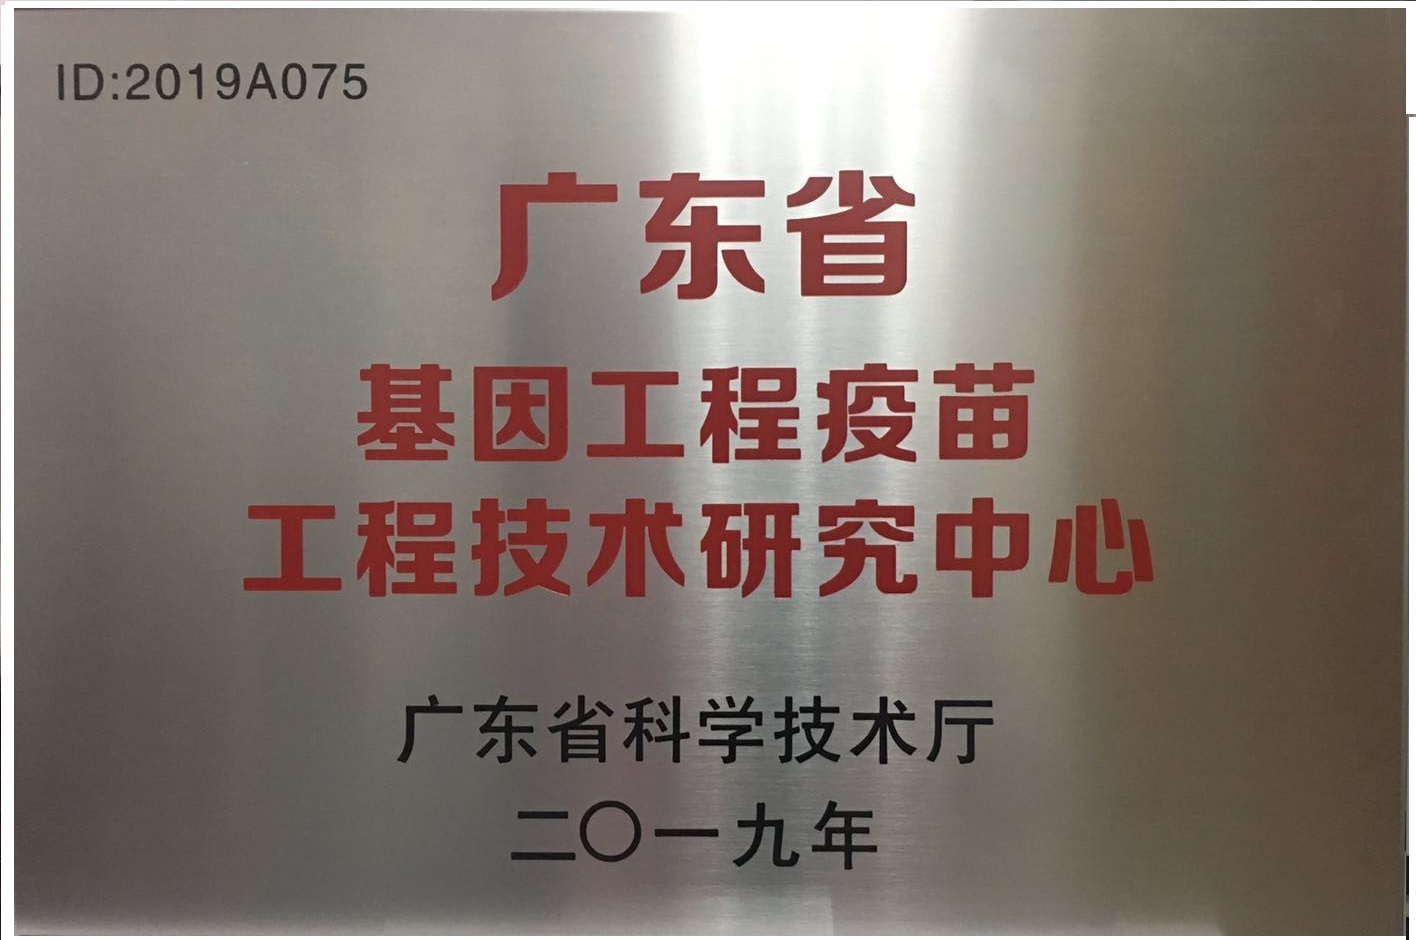 ID:2019A075
广东省
基因工程疫苗
工程技术研究中心
广东省科学技术厅
二〇一九年